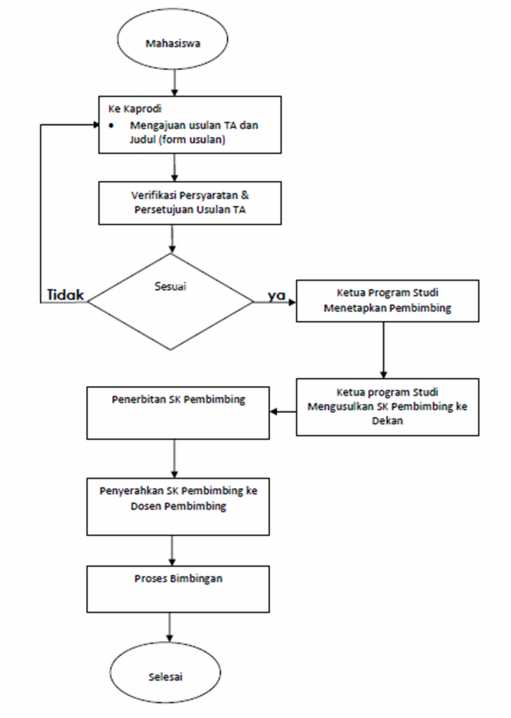 Mahasiswa
Ke Kaprodi
• Mengajuan usulan TA dan
Judul (form usulan)
Verifikasi Persyaratan &
Persetujuan Usulan TA
Sesuai
Tidak
ya
Ketua Program Studi
Menetapkan Pembimbing
Ketua program Studi
Mengusulkan SK Pembimbing ke
Dekan
Penerbitan SK Pembimbing
Penyerahkan SK Pembimbing ke
Dosen Pembimbing
Proses Bimbingan
Selesai